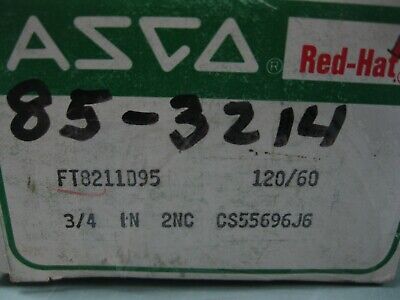 ASCO ® Red-Hat
85-3214
FT8211D95 120/60
3/4 IN 2NC CS55696J6